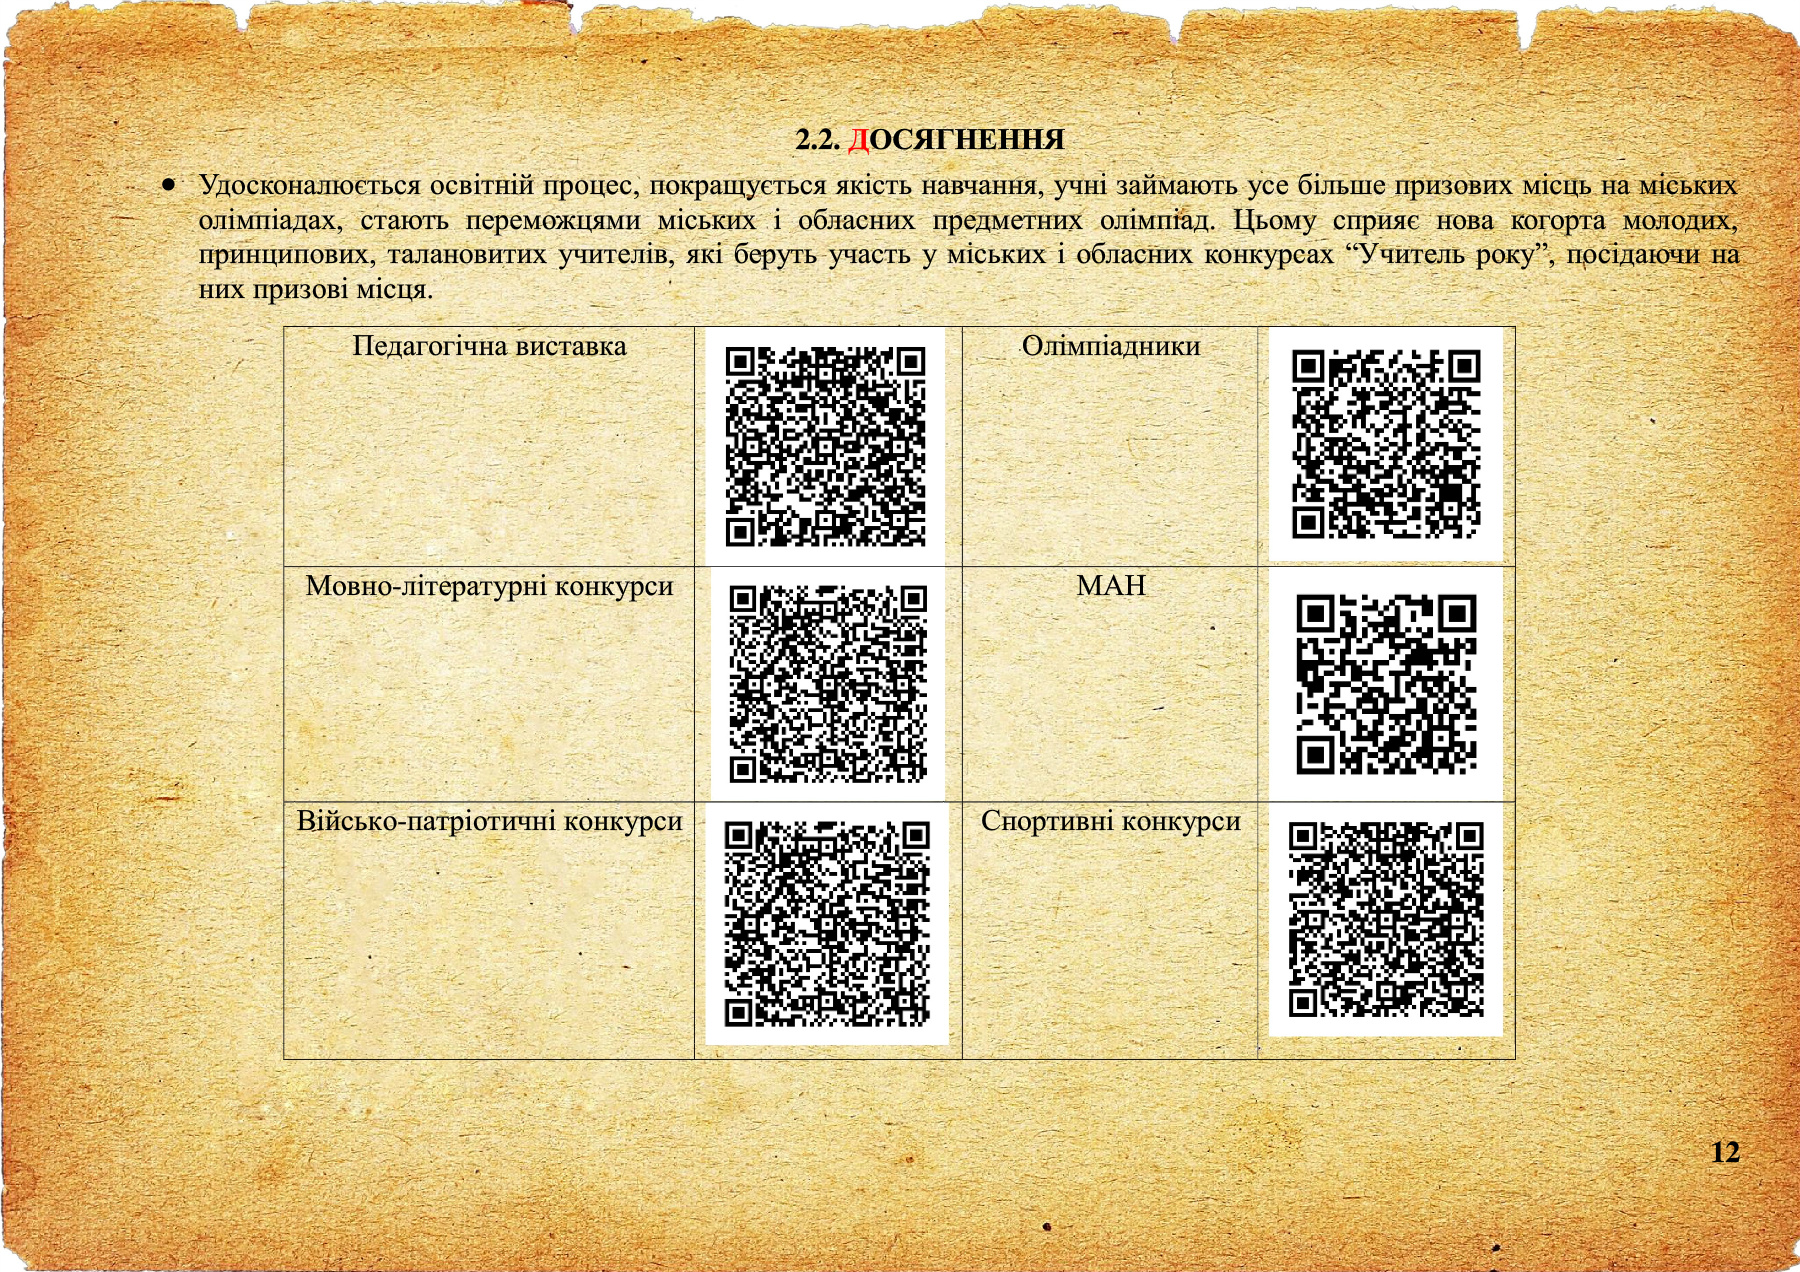 2.2. ДОСЯГНЕННЯ
• Удосконалюється освітній процес, покращується якість навчання, учні займають усе більше призових місць на міських
олімпіадах, стають переможцями міських і обласних предметних олімпіад. Цьому сприяє нова когорта молодих,
принципових, талановитих учителів, які беруть участь у міських і обласних конкурсах “Учитель року”, посідаючи на
них призові місця.
Педагогічна виставка
Олімпіадники
Мовно-літературні конкурси
МАН
Військо-патріотичні конкурси
Спортивні конкурси
12